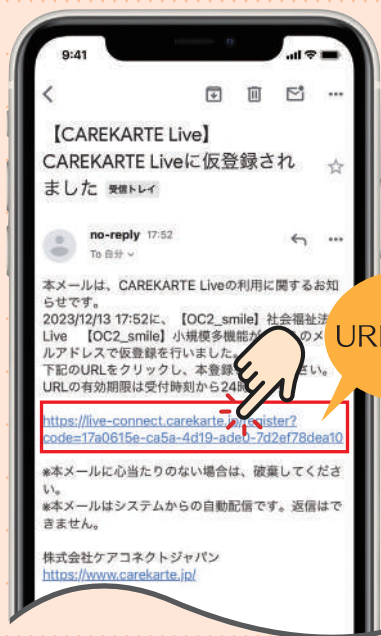 9:41
【CAREKARTE Live】
CAREKARTE Liveに仮登録され
ました 受信トレイ
no-reply 17:52
To 自分
本メールは、CAREKARTE Liveの利用に関するお知
らせです。
2023/12/13 17:52に、【OC2_smile】社会福祉法
Live 【OC2_smile】小規模多機能が のメー
ルアドレスで仮登録を行いました。
下記のURLをクリックし、本登録 さい。
URLの有効期限は受付時刻から24時
https://live-connect.carekarte.jp/register?
code=17a0615e-ca5a-4d19-ade0-7d2ef78dea10
※本メールに心当たりのない場合は、破棄してくださ
い。
※本メールはシステムからの自動配信です。返信はで
きません。
株式会社ケアコネクトジャパン
https://www.carekarte.jp/
URL